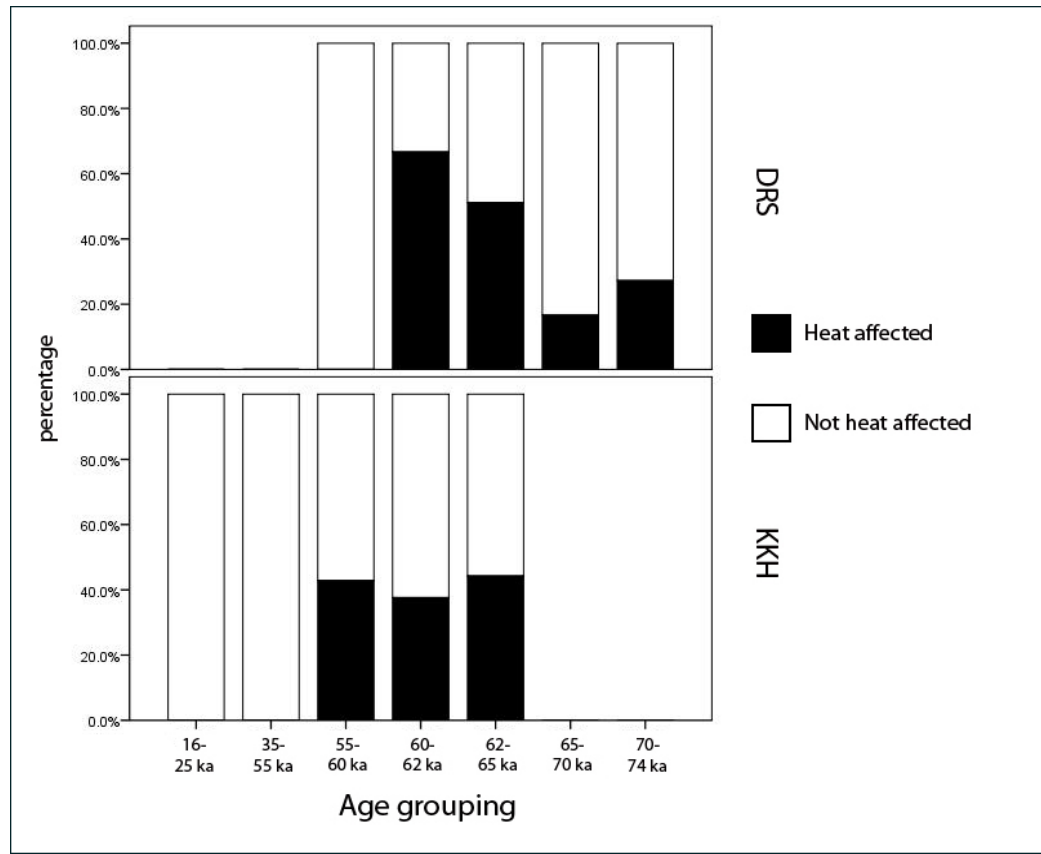 100.0%
80.0%
60.0%
40.0%
20.0%
0.0%
DRS
Heat affected
Not heat affected
percentage
100.0%
80.0%
60.0%
40.0%
20.0%
0.0%
KKH
16-
25 ka
35-
55 ka
55-
60 ka
60-
62 ka
62-
65 ka
65-
70 ka
70-
74 ka
Age grouping